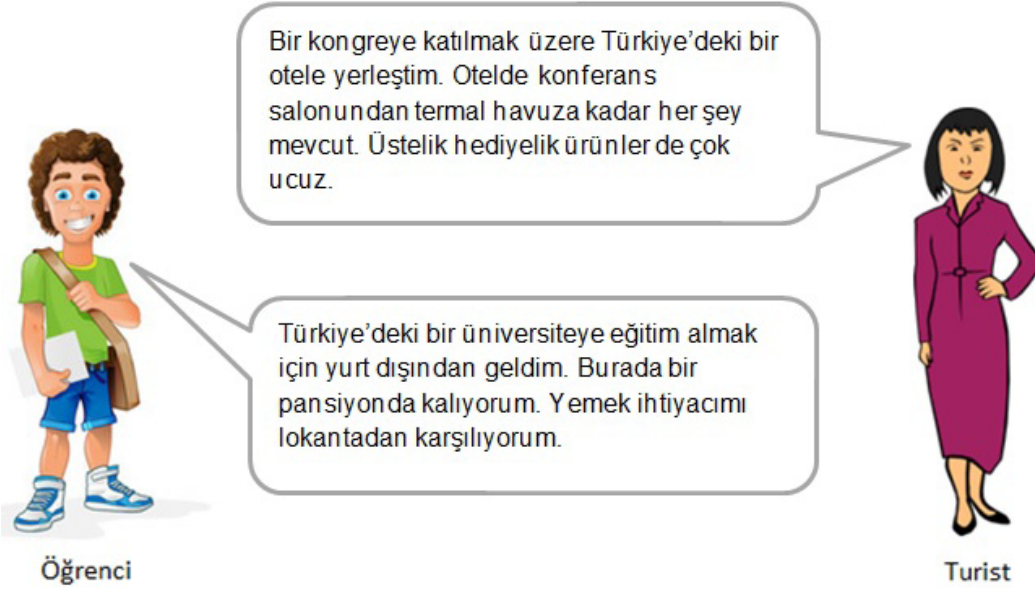 Bir kongreye katılmak üzere Türkiye'deki bir
otele yerleştim. Otelde konferans
salonundan termal havuza kadar her şey
mevcut. Üstelik hediyelik ürünler de çok
ucuz.
Türkiye'deki bir üniversiteye eğitim almak
için yurt dışından geldim. Burada bir
pansiyonda kalıyorum. Yemek ihtiyacımı
lokantadan karşılıyorum.
Öğrenci
Turist